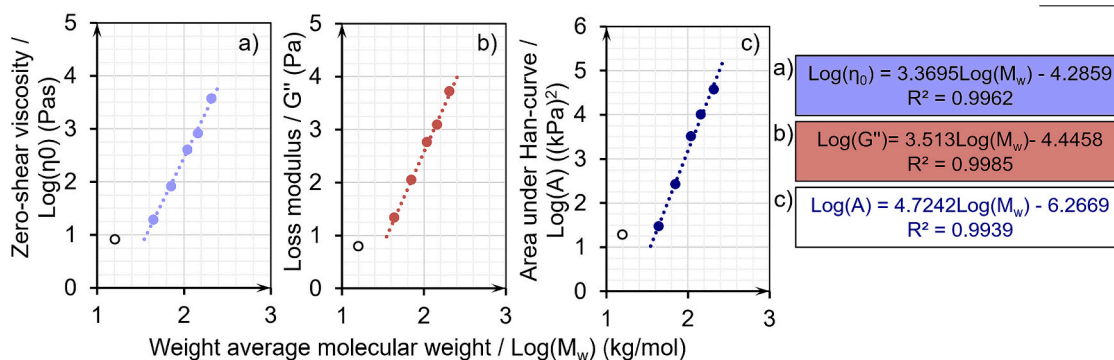 Zero-shear viscosity /
Log(η0) (Pas)
5
4
3
2
1
0
a)
1
2
3
Loss modulus / G'' (Pa)
5
4
3
2
1
0
b)
1
2
3
Area under Han-curve /
Log(A) ((kPa)²)
6
5
4
3
2
1
0
c)
1
2
3
Weight average molecular weight / Log(Mw) (kg/mol)
a) Log(η₀) = 3.3695Log(Mw) - 4.2859
R² = 0.9962
b) Log(G'')= 3.513Log(Mw)- 4.4458
R² = 0.9985
c) Log(A) = 4.7242Log(Mw) - 6.2669
R² = 0.9939